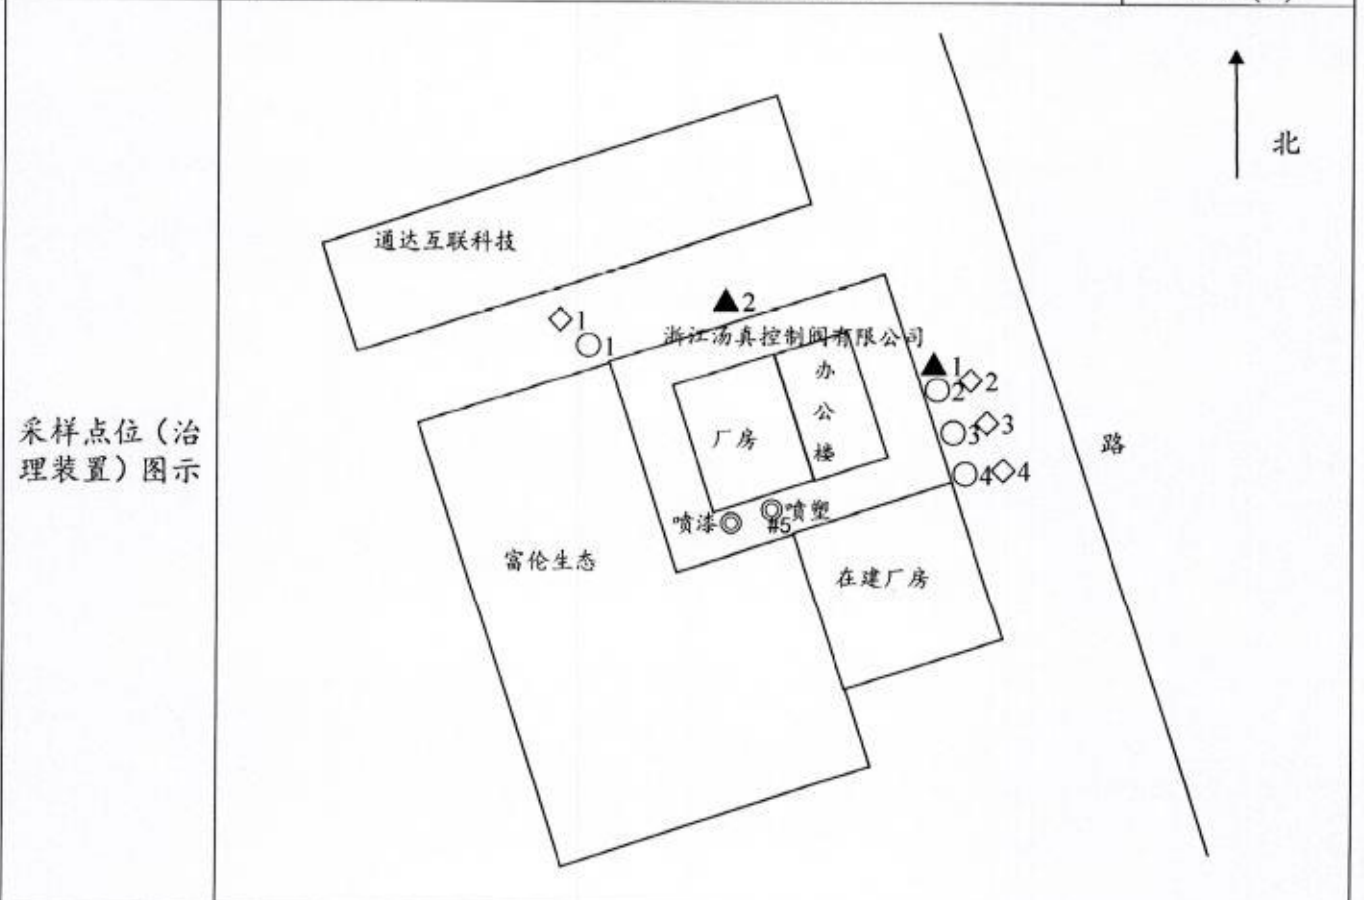 采样点位（治
理装置）图示
北
通达互联科技
◇1
○1
▲2
浙江汤真控制阀有限公司
▲1
○2◇2
○3◇3
○4◇4
办
公
楼
厂房
路
喷漆◎
◎喷塑
#5
富伦生态
在建厂房